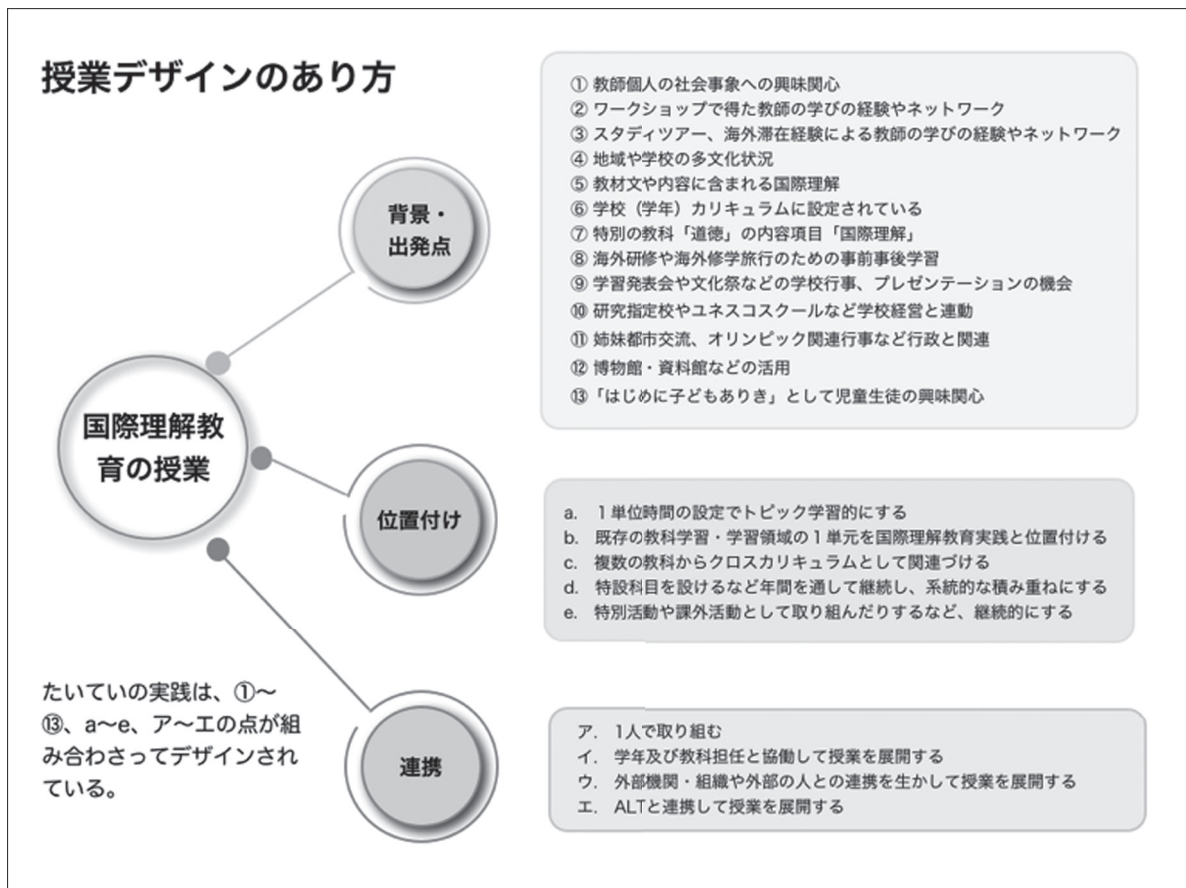 授業デザインのあり方
背景・
出発点
① 教師個人の社会事象への興味関心
② ワークショップで得た教師の学びの経験やネットワーク
③ スタディツアー、海外滞在経験による教師の学びの経験やネットワーク
④ 地域や学校の多文化状況
⑤ 教材文や内容に含まれる国際理解
⑥ 学校（学年）カリキュラムに設定されている
⑦ 特別の教科「道徳」の内容項目「国際理解」
⑧ 海外研修や海外修学旅行のための事前事後学習
⑨ 学習発表会や文化祭などの学校行事、プレゼンテーションの機会
⑩ 研究指定校やユネスコスクールなど学校経営と連動
⑪ 姉妹都市交流、オリンピック関連行事など行政と関連
⑫ 博物館・資料館などの活用
⑬「はじめに子どもありき」として児童生徒の興味関心
国際理解教
育の授業
位置付け
a. １単位時間の設定でトピック学習的にする
b. 既存の教科学習・学習領域の１単元を国際理解教育実践と位置付ける
c. 複数の教科からクロスカリキュラムとして関連づける
d. 特設科目を設けるなど年間を通して継続し、系統的な積み重ねにする
e. 特別活動や課外活動として取り組んだりするなど、継続的にする
たいていの実践は、①〜
⑬、a〜e、ア〜エの点が組
み合わさってデザインされ
ている。
連携
ア. 1人で取り組む
イ. 学年及び教科担任と協働して授業を展開する
ウ. 外部機関・組織や外部の人との連携を生かして授業を展開する
エ. ALTと連携して授業を展開する